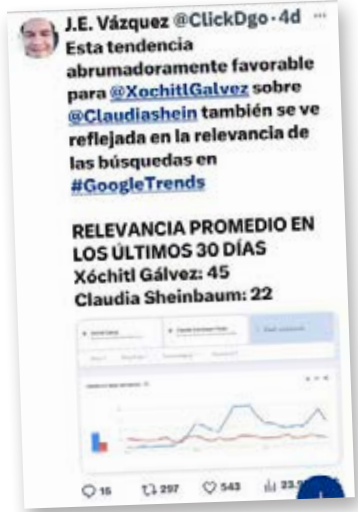 J.E. Vázquez @ClickDgo · 4d ...
Esta tendencia
abrumadoramente favorable
para @XochitlGalvez sobre
@Claudiashein también se ve
reflejada en la relevancia de
las búsquedas en
#GoogleTrends
RELEVANCIA PROMEDIO EN
LOS ÚLTIMOS 30 DÍAS
Xóchitl Gálvez: 45
Claudia Sheinbaum: 22
15 297 543